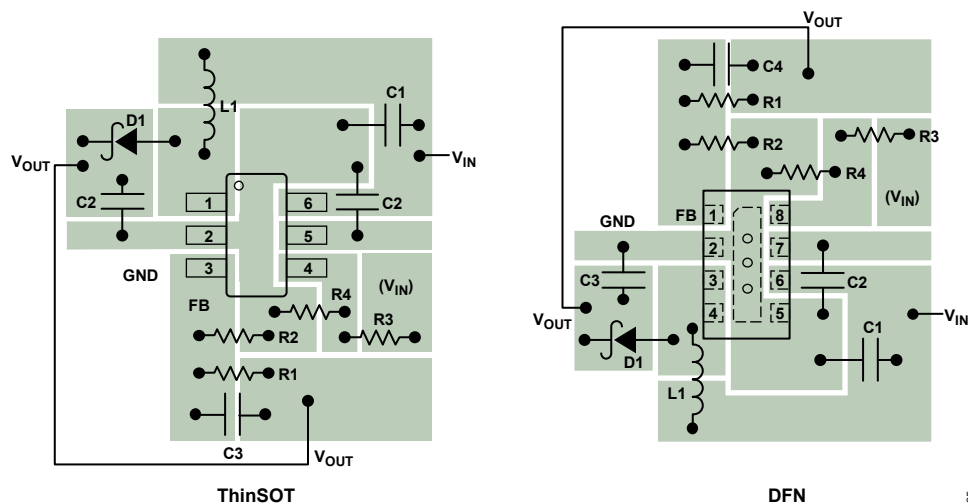 D1
L1
C1
VOUT
VIN
C2
C2
1
2
3
6
5
4
GND
FB
R4
(VIN)
R3
R2
R1
C3
VOUT
ThinSOT
VOUT
C4
R1
R2
R3
R4
(VIN)
FB
GND
1
2
3
4
8
7
6
5
C3
C2
VOUT
D1
L1
C1
VIN
DFN